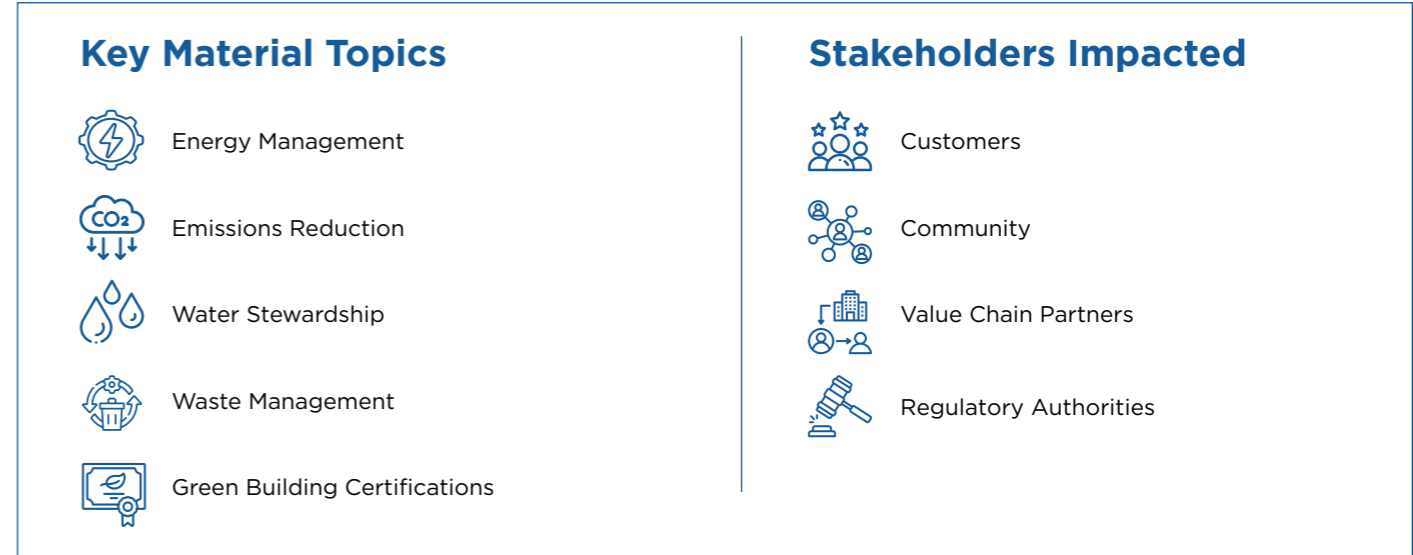 Key Material Topics
Energy Management
CO2
Emissions Reduction
Water Stewardship
Waste Management
Green Building Certifications
Stakeholders Impacted
Customers
Community
Value Chain Partners
Regulatory Authorities